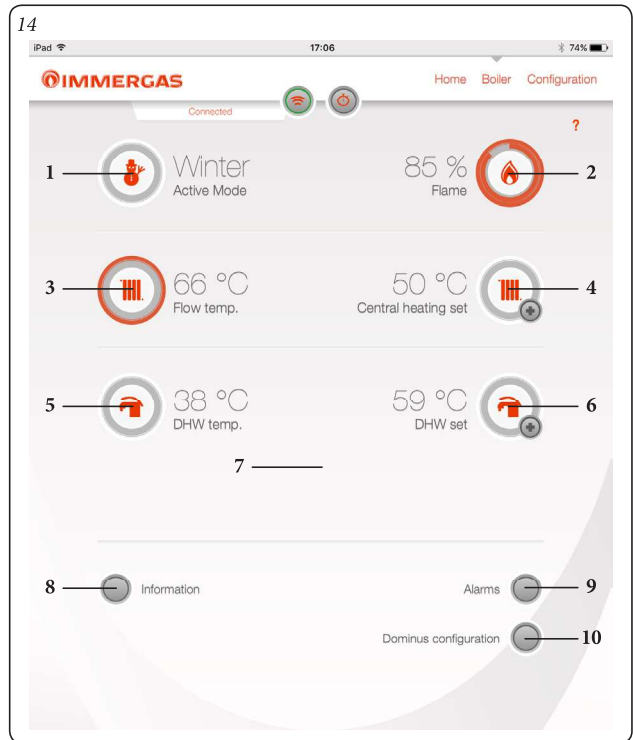 14
iPad 17:06 74%
IMMERGAS Home Boiler Configuration
Connected
?
1 Winter 85 % 2
Active Mode Flame
3 66 °C 50 °C 4
Flow temp. Central heating set
5 38 °C 59 °C 6
DHW temp. DHW set
7
8 Information Alarms 9
Dominus configuration 10